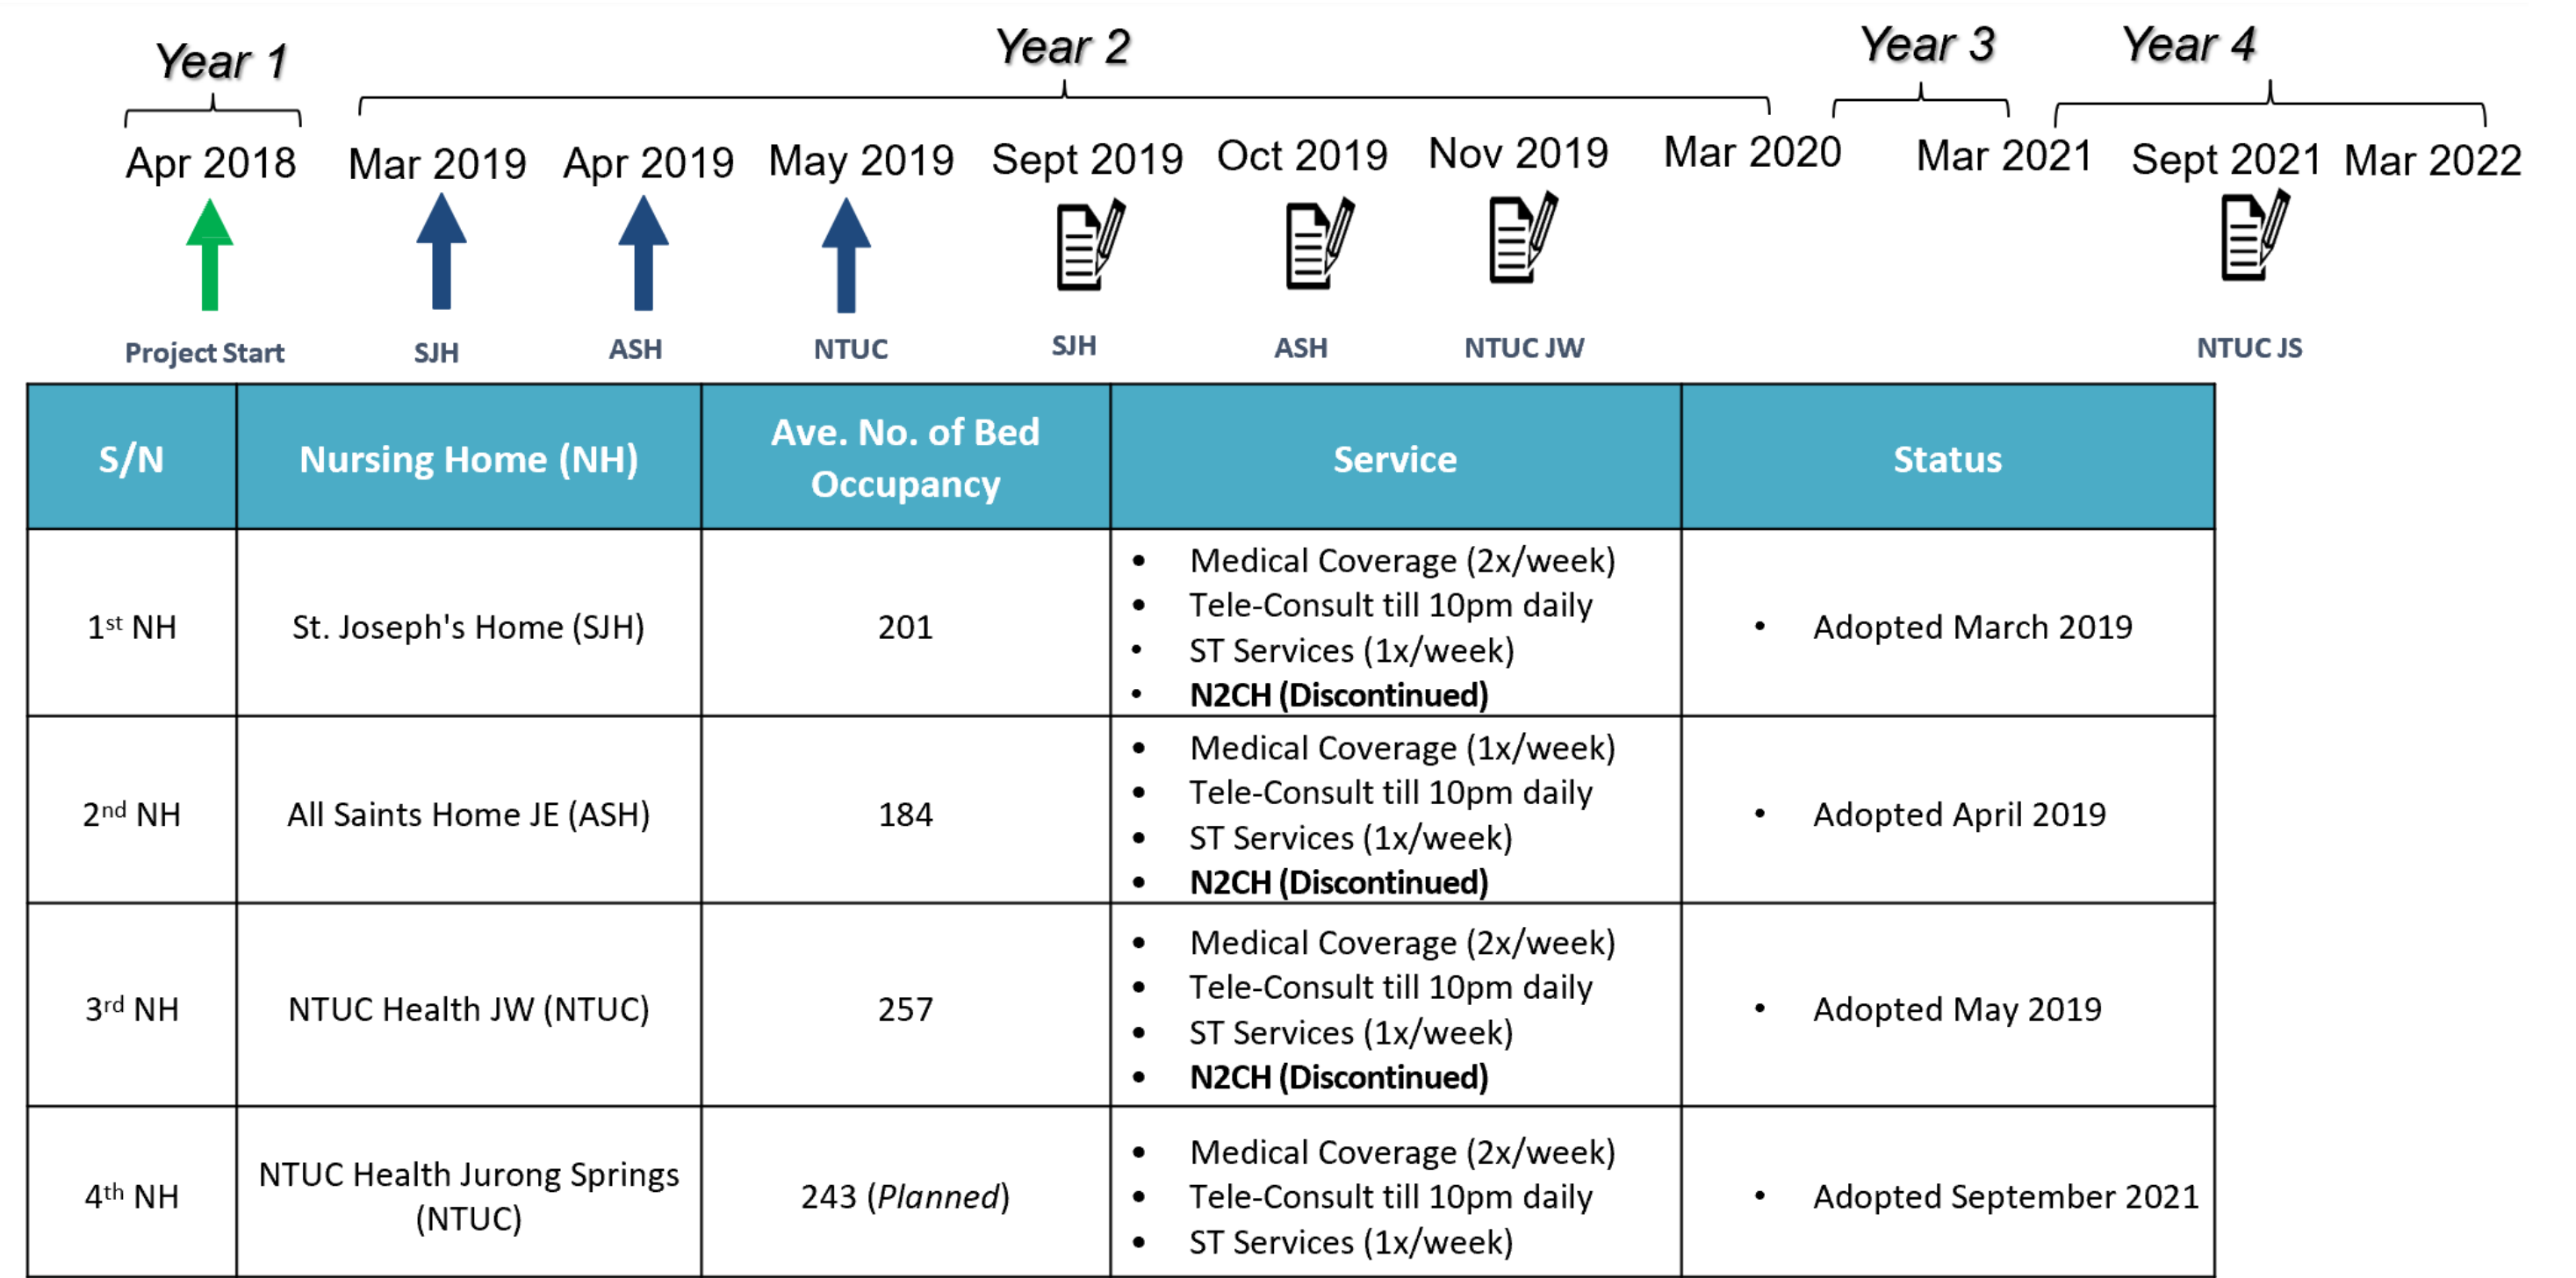 Year 1
Year 2
Year 3
Year 4
Apr 2018
Mar 2019
Apr 2019
May 2019
Sept 2019
Oct 2019
Nov 2019
Mar 2020
Mar 2021
Sept 2021
Mar 2022
Project Start
SJH
ASH
NTUC
SJH
ASH
NTUC JW
NTUC JS
S/N
Nursing Home (NH)
Ave. No. of Bed
Occupancy
Service
Status
1st NH
St. Joseph's Home (SJH)
201
• Medical Coverage (2x/week)
• Tele-Consult till 10pm daily
• ST Services (1x/week)
• N2CH (Discontinued)
• Adopted March 2019
2nd NH
All Saints Home JE (ASH)
184
• Medical Coverage (1x/week)
• Tele-Consult till 10pm daily
• ST Services (1x/week)
• N2CH (Discontinued)
• Adopted April 2019
3rd NH
NTUC Health JW (NTUC)
257
• Medical Coverage (2x/week)
• Tele-Consult till 10pm daily
• ST Services (1x/week)
• N2CH (Discontinued)
• Adopted May 2019
4th NH
NTUC Health Jurong Springs
(NTUC)
243 (Planned)
• Medical Coverage (2x/week)
• Tele-Consult till 10pm daily
• ST Services (1x/week)
• Adopted September 2021